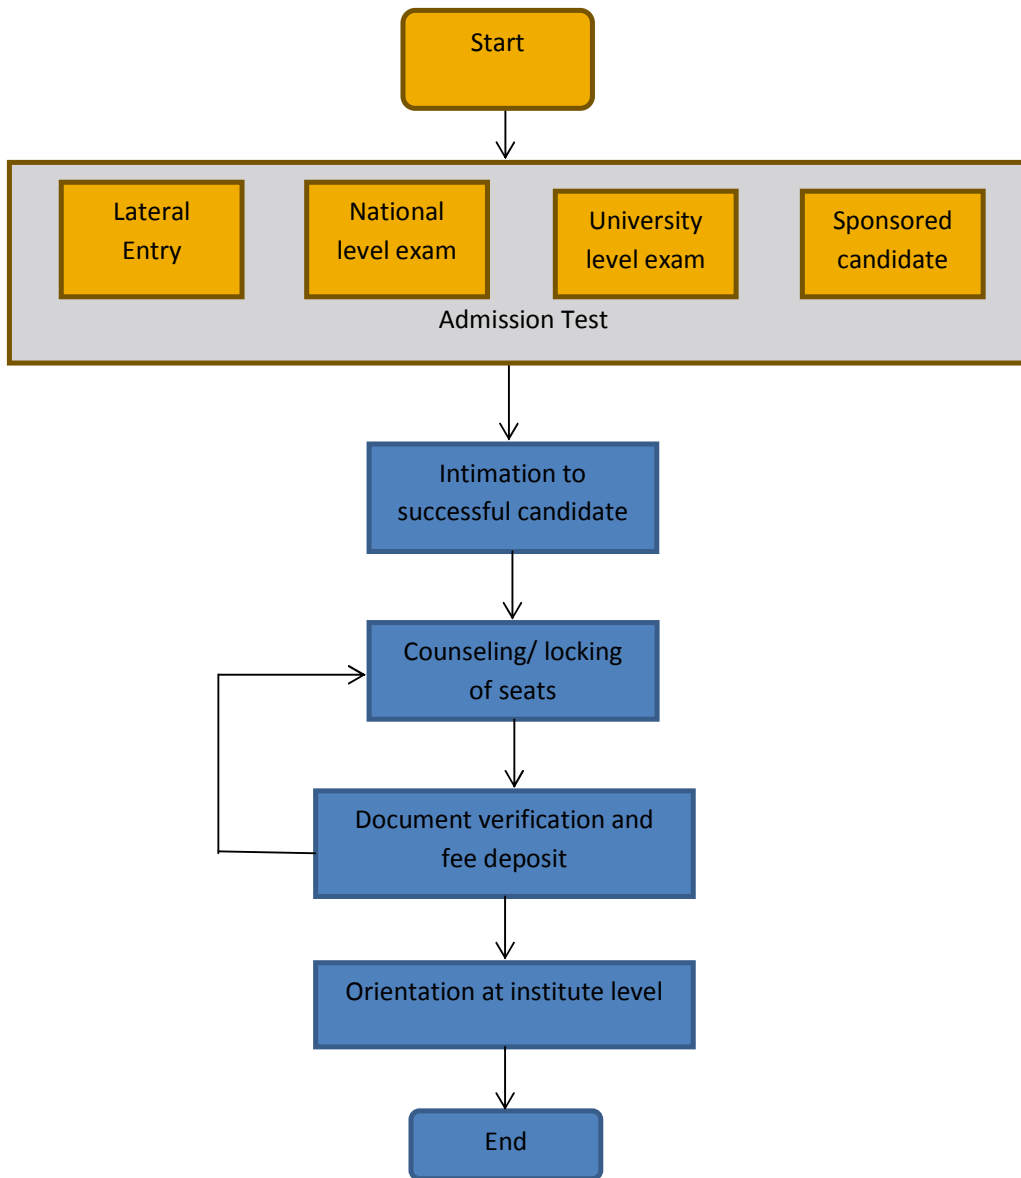 Start
Lateral
Entry
National
level exam
University
level exam
Sponsored
candidate
Admission Test
Intimation to
successful candidate
Counseling/ locking
of seats
Document verification and
fee deposit
Orientation at institute level
End